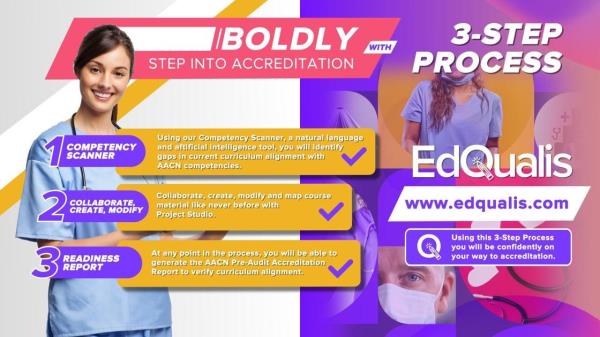 BOLDLY
STEP INTO ACCREDITATION
WITH
3-STEP
PROCESS
1 COMPETENCY
SCANNER
Using our Competency Scanner, a natural language
and artificial intelligence tool, you will identify
gaps in current curriculum alignment with
AACN competencies.
2 COLLABORATE,
CREATE, MODIFY
Collaborate, create, modify and map course
material like never before with
Project Studio.
3 READINESS
REPORT
At any point in the process, you will be able to
generate the AACN Pre-Audit Accreditation
Report to verify curriculum alignment.
EdQualis
www.edqualis.com
Using this 3-Step Process
you will be confidently on
your way to accreditation.